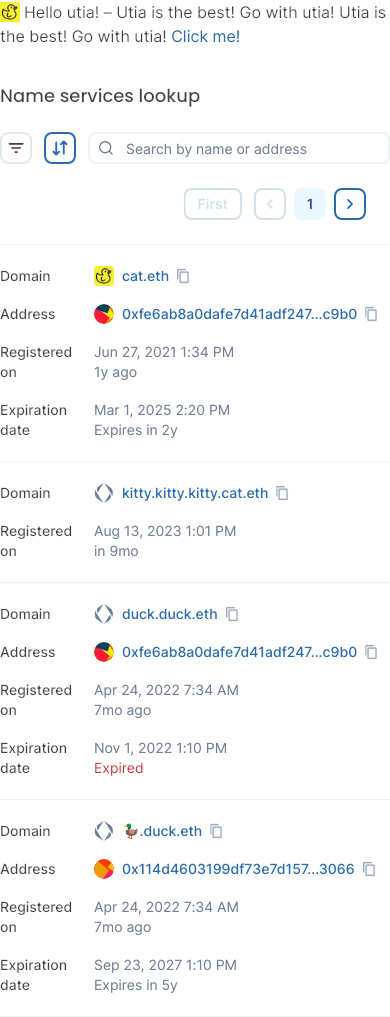 Hello utia! – Utia is the best! Go with utia! Utia is
the best! Go with utia! Click me!
Name services lookup
Search by name or address
First
1
Domain
cat.eth
Address
0xfe6ab8a0dafe7d41adf247...c9b0
Registered on
Jun 27, 2021 1:34 PM
1y ago
Expiration date
Mar 1, 2025 2:20 PM
Expires in 2y
Domain
kitty.kitty.kitty.cat.eth
Registered on
Aug 13, 2023 1:01 PM
in 9mo
Domain
duck.duck.eth
Address
0xfe6ab8a0dafe7d41adf247...c9b0
Registered on
Apr 24, 2022 7:34 AM
7mo ago
Expiration date
Nov 1, 2022 1:10 PM
Expired
Domain
🦆.duck.eth
Address
0x114d4603199df73e7d157...3066
Registered on
Apr 24, 2022 7:34 AM
7mo ago
Expiration date
Sep 23, 2027 1:10 PM
Expires in 5y